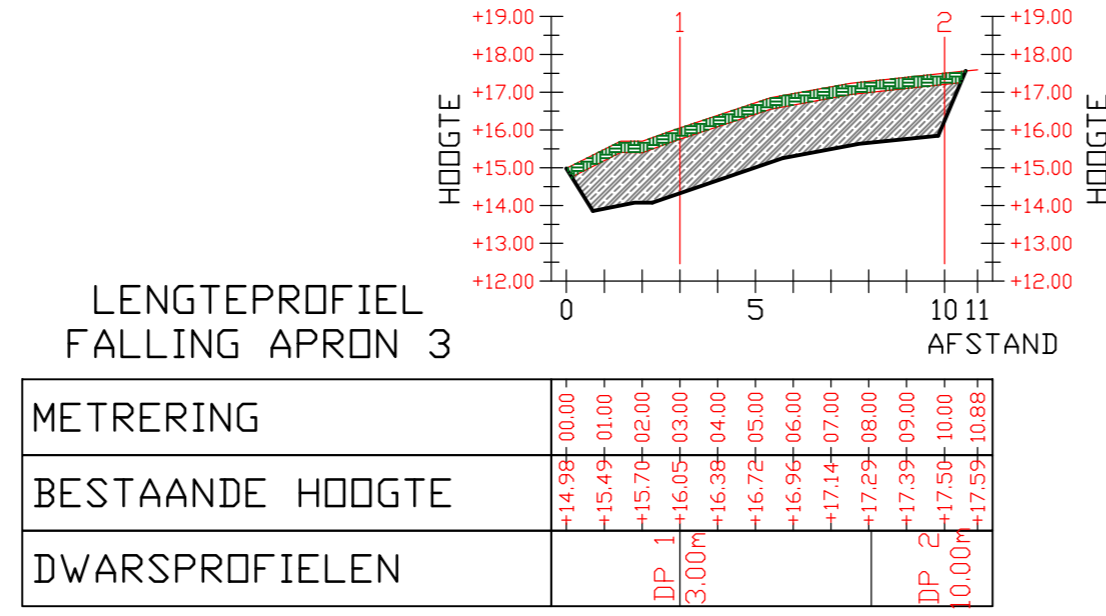 1 2
+19.00 +19.00
+18.00 +18.00
+17.00 +17.00
+16.00 +16.00
+15.00 +15.00
+14.00 +14.00
+13.00 +13.00
+12.00 +12.00
HOOGTE
HOOGTE
0 5 10 11
AFSTAND
LENGTEPROFIEL
FALLING APRON 3
METRERING 00.00 01.00 02.00 03.00 04.00 05.00 06.00 07.00 08.00 09.00 10.00 10.88
BESTAANDE HOOGTE +14.98 +15.49 +15.70 +16.05 +16.38 +16.72 +16.96 +17.14 +17.29 +17.39 +17.50 +17.59
DWARSPROFIELEN DP 1 3.00m DP 2 10.00m